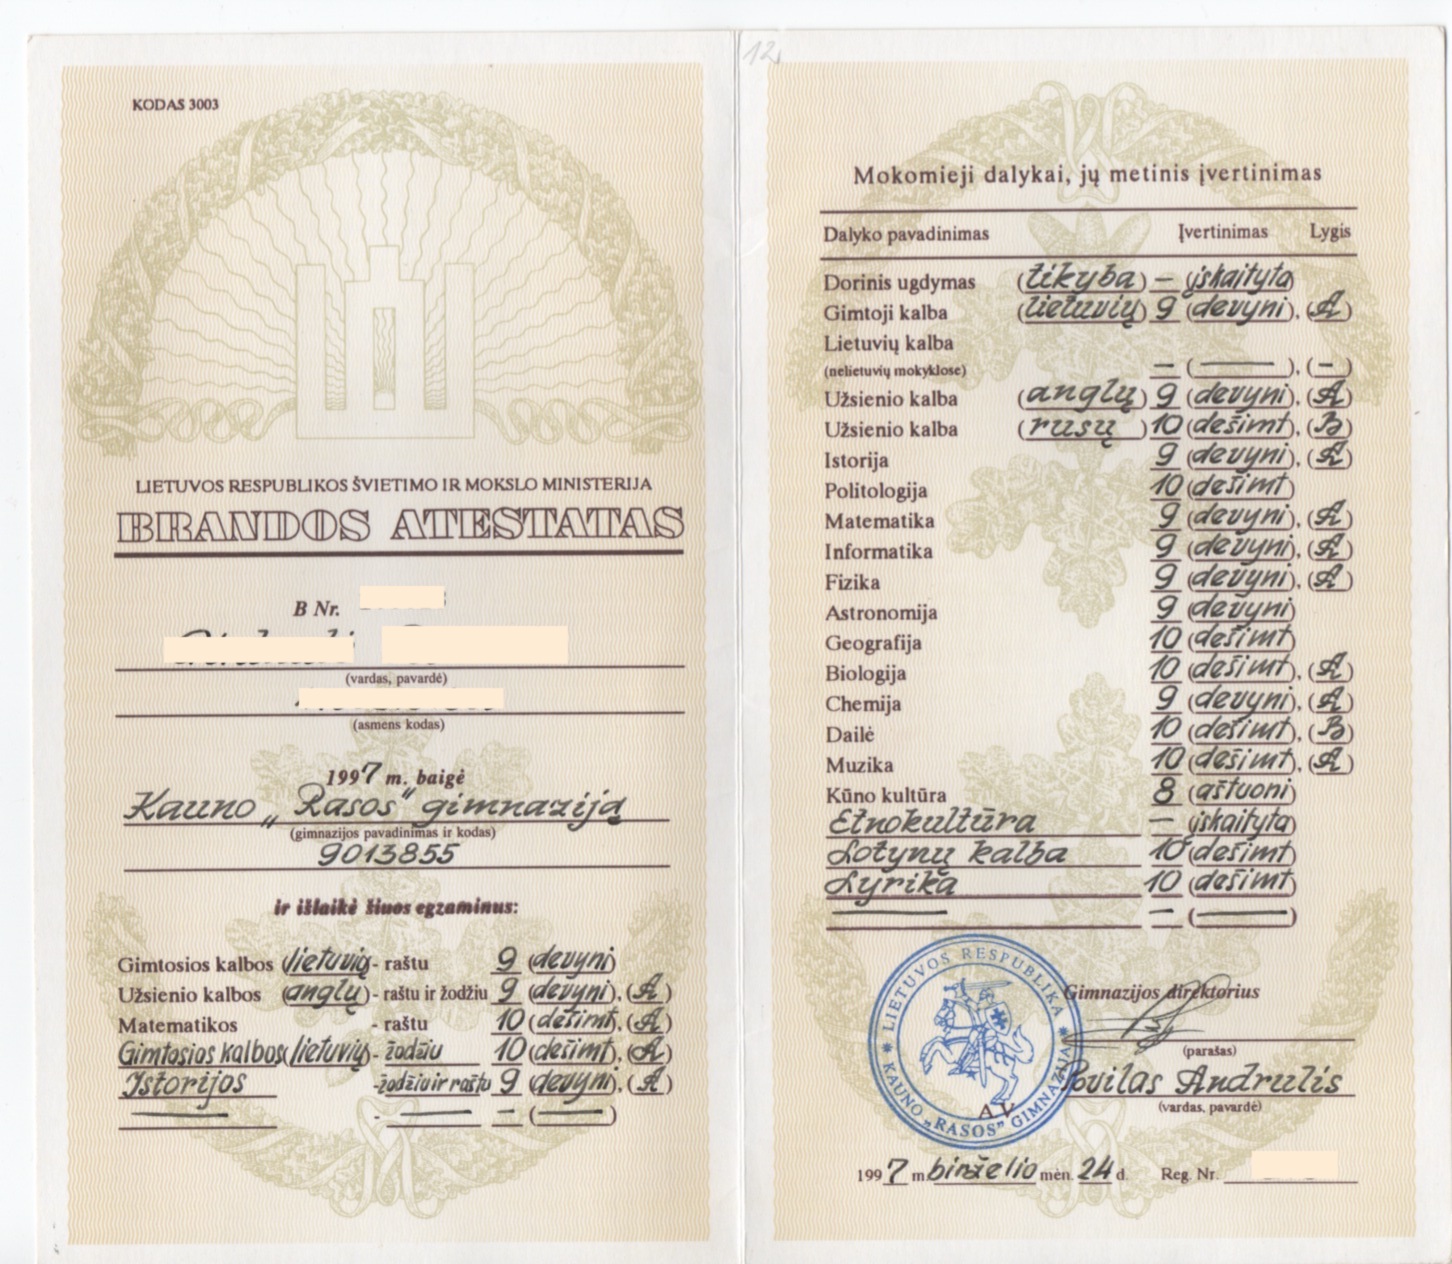 KODAS 3003
LIETUVOS RESPUBLIKOS ŠVIETIMO IR MOKSLO MINISTERIJA
BRANDOS ATESTATAS
B Nr.
(vardas, pavardė)
(asmens kodas)
1997 m. baigė
Kauno „Rasos“ gimnaziją
(gimnazijos pavadinimas ir kodas)
9013855
ir išlaikė šiuos egzaminus:
Gimtosios kalbos (lietuvių) - raštu 9 (devyni)
Užsienio kalbos (anglų) - raštu ir žodžiu 9 (devyni), (A)
Matematikos - raštu 10 (dešimt), (A)
Gimtosios kalbos (lietuvių) - žodžiu 10 (dešimt), (A)
Istorijos - žodžiu ir raštu 9 (devyni), (A)
— - — — (—)
12
Mokomieji dalykai, jų metinis įvertinimas
Dalyko pavadinimas Įvertinimas Lygis
Dorinis ugdymas (tikyba) — (įskaityta)
Gimtoji kalba (lietuvių) 9 (devyni), (A)
Lietuvių kalba
(nelietuvių mokyklose) — (—), (—)
Užsienio kalba (anglų) 9 (devyni), (A)
Užsienio kalba (rusų) 10 (dešimt), (B)
Istorija 9 (devyni), (A)
Politologija 10 (dešimt)
Matematika 9 (devyni), (A)
Informatika 9 (devyni), (A)
Fizika 9 (devyni), (A)
Astronomija 9 (devyni)
Geografija 10 (dešimt)
Biologija 10 (dešimt), (A)
Chemija 9 (devyni), (A)
Dailė 10 (dešimt), (B)
Muzika 10 (dešimt), (A)
Kūno kultūra 8 (aštuoni)
Etnokultūra — (įskaityta)
Lotynų kalba 10 (dešimt)
Lyrika 10 (dešimt)
— — (—)
LIETUVOS RESPUBLIKA * KAUNO „RASOS“ GIMNAZIJA *
Gimnazijos direktorius
(parašas)
A.V.
Povilas Andrulis
(vardas, pavardė)
1997 m. birželio mėn. 24 d. Reg. Nr.